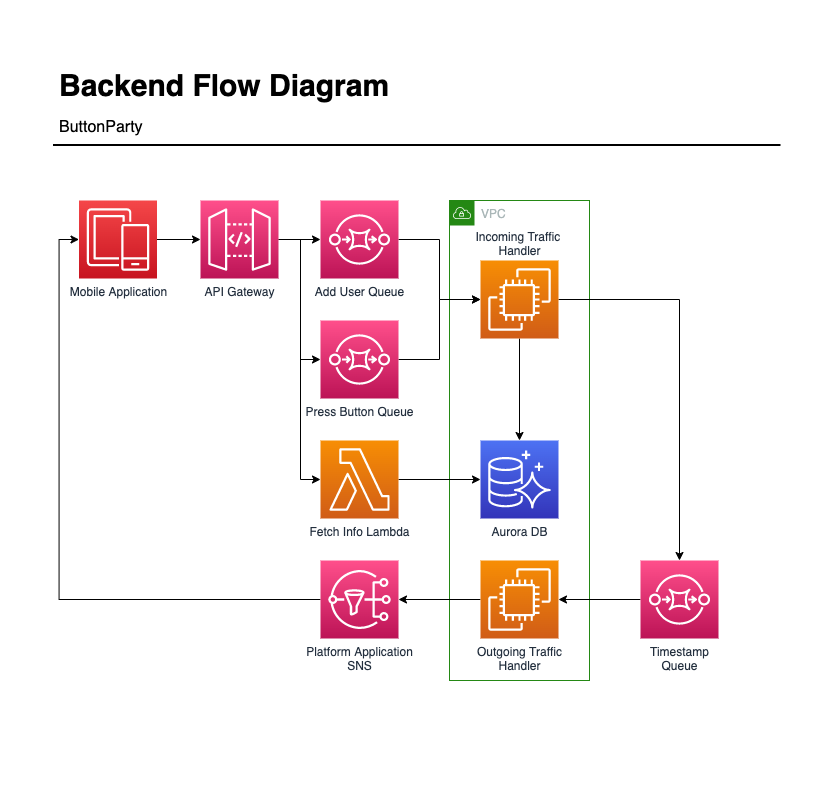 Backend Flow Diagram
ButtonParty
VPC
Incoming Traffic
Handler
Mobile Application
API Gateway
Add User Queue
Press Button Queue
Fetch Info Lambda
Aurora DB
Platform Application
SNS
Outgoing Traffic
Handler
Timestamp
Queue